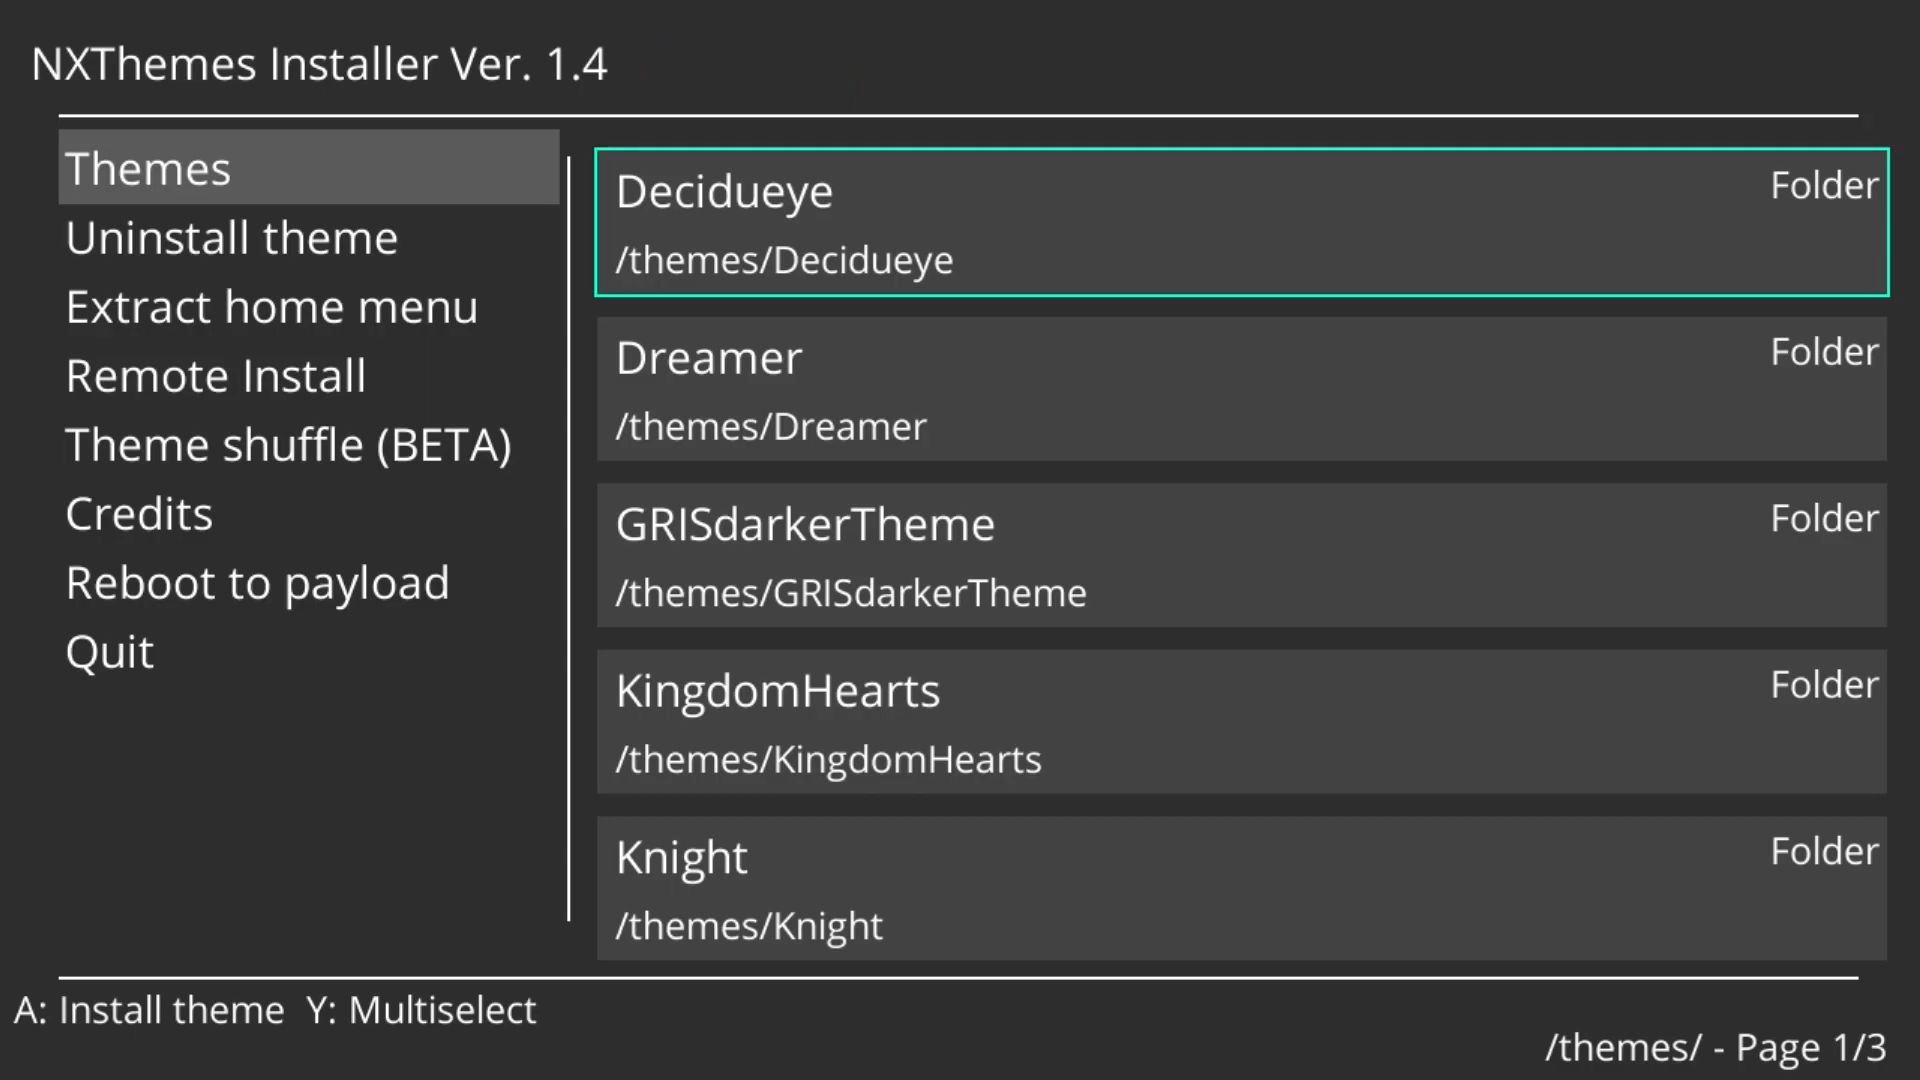 NXThemes Installer Ver. 1.4
Themes
Uninstall theme
Extract home menu
Remote Install
Theme shuffle (BETA)
Credits
Reboot to payload
Quit
Decidueye
Folder
/themes/Decidueye
Dreamer
Folder
/themes/Dreamer
GRISdarkerTheme
Folder
/themes/GRISdarkerTheme
KingdomHearts
Folder
/themes/KingdomHearts
Knight
Folder
/themes/Knight
A: Install theme  Y: Multiselect
/themes/ - Page 1/3